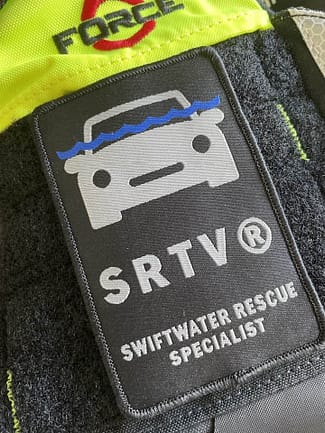 FORCE
SRTV®
SWIFTWATER RESCUE
SPECIALIST